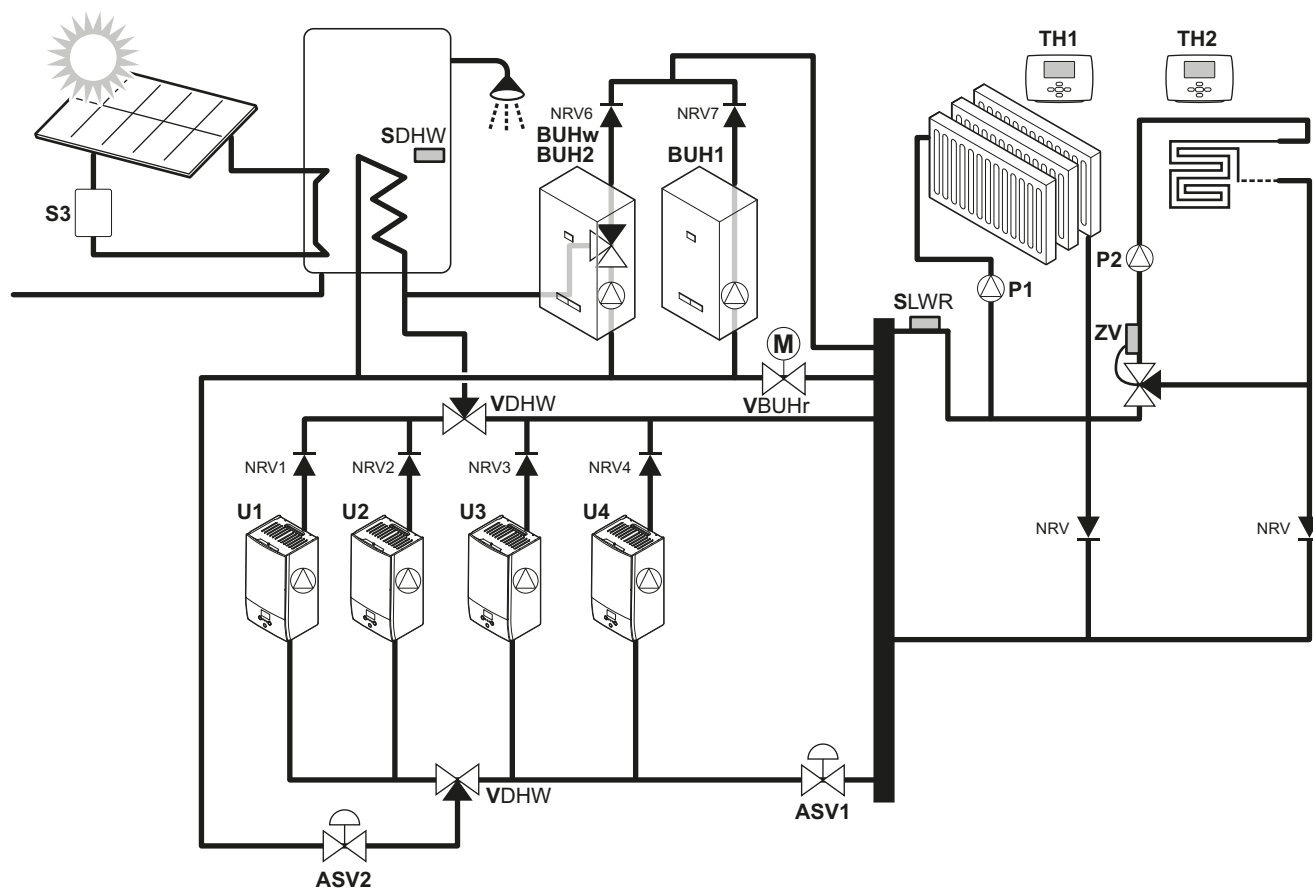 TH1
TH2
NRV6
NRV7
BUHw
BUH2
BUH1
SDHW
S3
P2
P1
SLWR
ZV
M
VDHW
VBUHr
NRV1
NRV2
NRV3
NRV4
U1
U2
U3
U4
NRV
NRV
VDHW
ASV1
ASV2